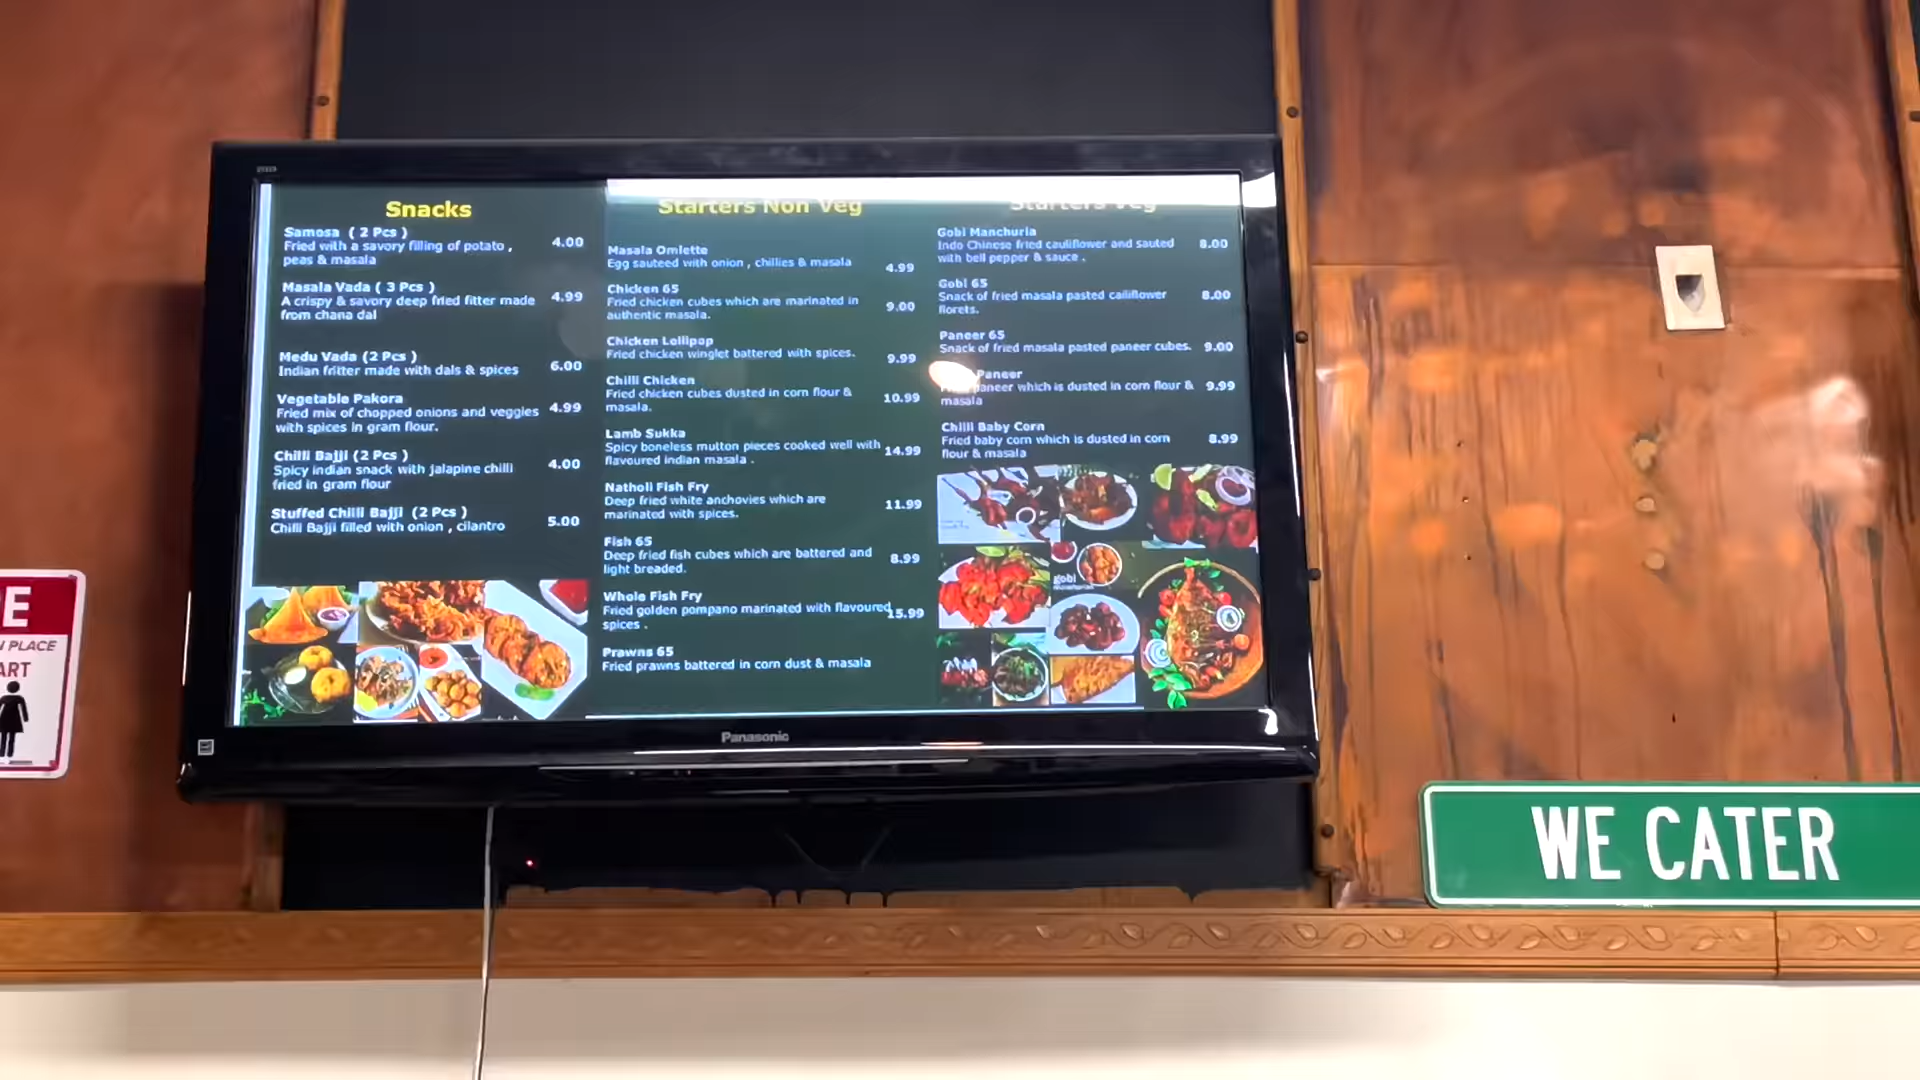 Snacks
Samosa ( 2 Pcs )
Fried with a savory filling of potato , 4.00
peas & masala
Masala Vada ( 3 Pcs )
A crispy & savory deep fried fitter made 4.99
from chana dal
Medu Vada (2 Pcs )
Indian fritter made with dals & spices 6.00
Vegetable Pakora
Fried mix of chopped onions and veggies 4.99
with spices in gram flour.
Chilli Bajji (2 Pcs )
Spicy indian snack with jalapine chilli 4.00
fried in gram flour
Stuffed Chilli Bajji (2 Pcs )
Chilli Bajji filled with onion , cilantro 5.00
Starters Non Veg
Masala Omlette
Egg sauteed with onion , chillies & masala 4.99
Chicken 65
Fried chicken cubes which are marinated in 9.00
authentic masala.
Chicken Lollipop
Fried chicken winglet battered with spices. 9.99
Chilli Chicken
Fried chicken cubes dusted in corn flour & 10.99
masala.
Lamb Sukka
Spicy boneless mutton pieces cooked well with 14.99
flavoured indian masala .
Natholi Fish Fry
Deep fried white anchovies which are 11.99
marinated with spices.
Fish 65
Deep fried fish cubes which are battered and 8.99
light breaded.
Whole Fish Fry
Fried golden pompano marinated with flavoured 15.99
spices .
Prawns 65
Fried prawns battered in corn dust & masala
Starters Veg
Gobi Manchuria
Indo Chinese fried cauliflower and sauted 8.00
with bell pepper & sauce .
Gobi 65
Snack of fried masala pasted cailiflower 8.00
florets.
Paneer 65
Snack of fried masala pasted paneer cubes. 9.00
Paneer
paneer which is dusted in corn flour & 9.99
masala
Chilli Baby Corn
Fried baby corn which is dusted in corn 8.99
flour & masala
gobi
Panasonic
E
PLACE
ART
WE CATER